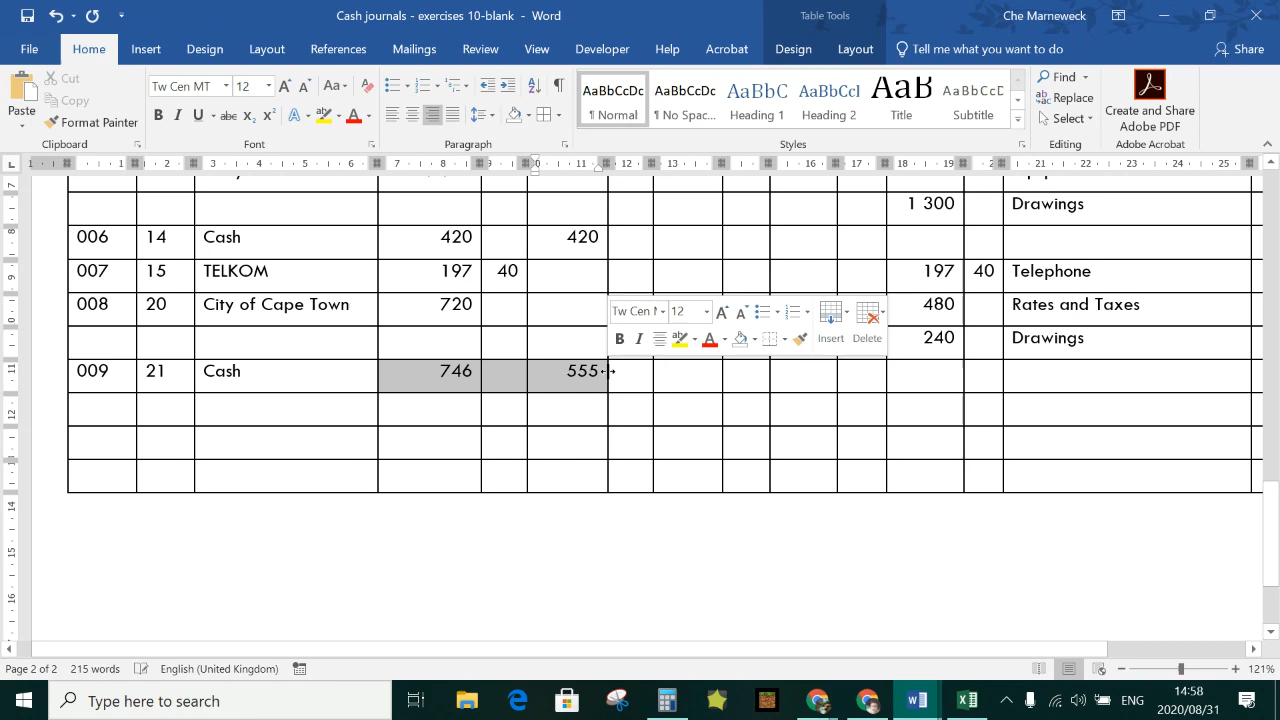 Cash journals - exercises 10-blank - Word
Table Tools
Che Marneweck
File Home Insert Design Layout References Mailings Review View Developer Help Acrobat Design Layout Tell me what you want to do Share
Paste
Cut
Copy
Format Painter
Clipboard
Tw Cen MT 12
Font
Paragraph
AaBbCcDc AaBbCcDc AaBbC AaBbCcl AaB AaBbCcD
¶ Normal ¶ No Spac... Heading 1 Heading 2 Title Subtitle
Styles
Find
Replace
Select
Editing
Create and Share
Adobe PDF
Adobe Acrobat
1 300 Drawings
006 14 Cash 420 420
007 15 TELKOM 197 40 197 40 Telephone
008 20 City of Cape Town 720 480 Rates and Taxes
240 Drawings
009 21 Cash 746 555
12
Insert Delete
Page 2 of 2 215 words English (United Kingdom) 121%
Type here to search
ENG
14:58
2020/08/31